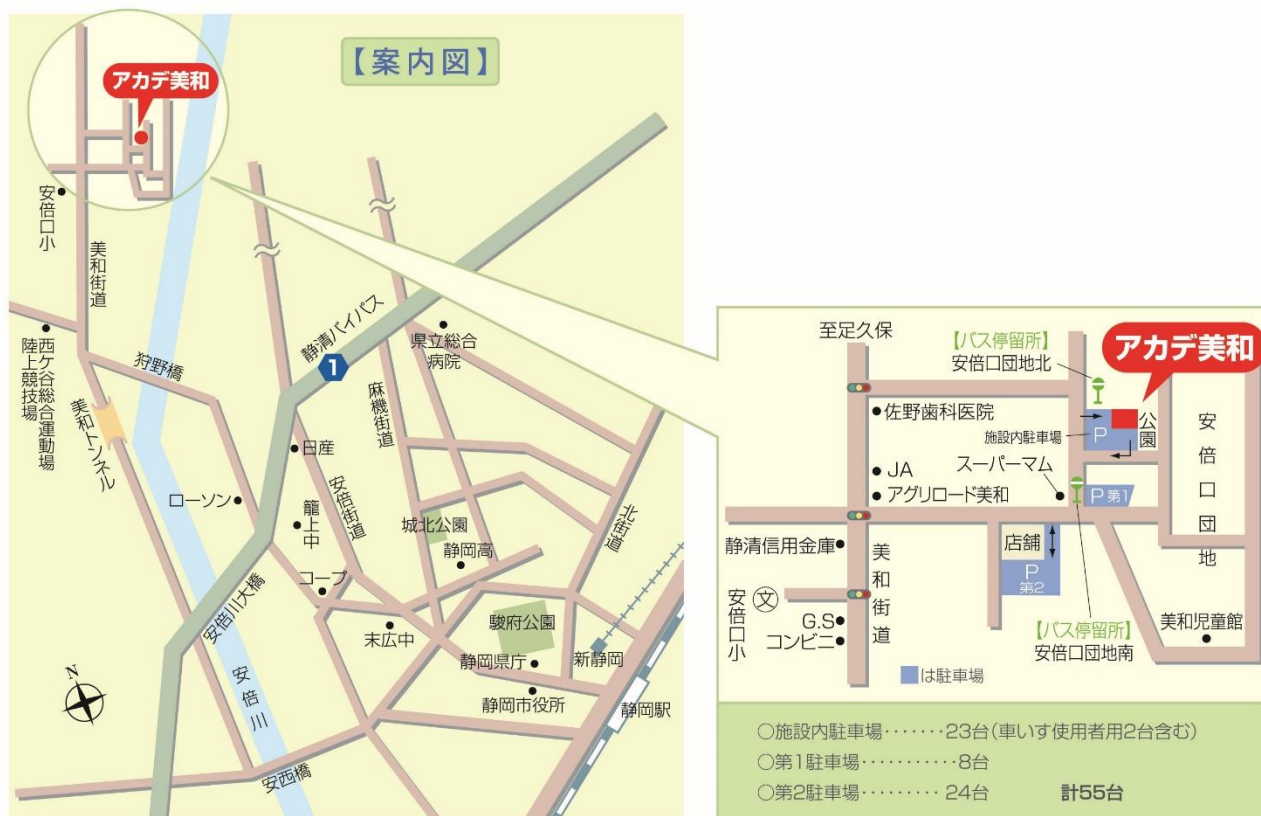 【案内図】
アカデ美和
安倍口小
美和街道
西ケ谷総合運動場
陸上競技場
狩野橋
美和トンネル
ローソン
静清バイパス
1
県立総合
病院
麻機街道
日産
安倍街道
籠上中
城北公園
静岡高
北街道
コープ
安倍川大橋
末広中
駿府公園
静岡県庁
新静岡
静岡市役所
静岡駅
安倍川
安西橋
N
至足久保
【バス停留所】
安倍口団地北
アカデ美和
佐野歯科医院
施設内駐車場
P
公園
スーパーマム
JA
アグリロード美和
P第1
安倍口団地
静清信用金庫
美和街道
店舗
P
第2
安倍口小
文
G.S
コンビニ
【バス停留所】
安倍口団地南
美和児童館
は駐車場
○施設内駐車場・・・・・・・23台(車いす使用者用2台含む)
○第1駐車場・・・・・・・・・・・8台
○第2駐車場・・・・・・・・・24台 計55台